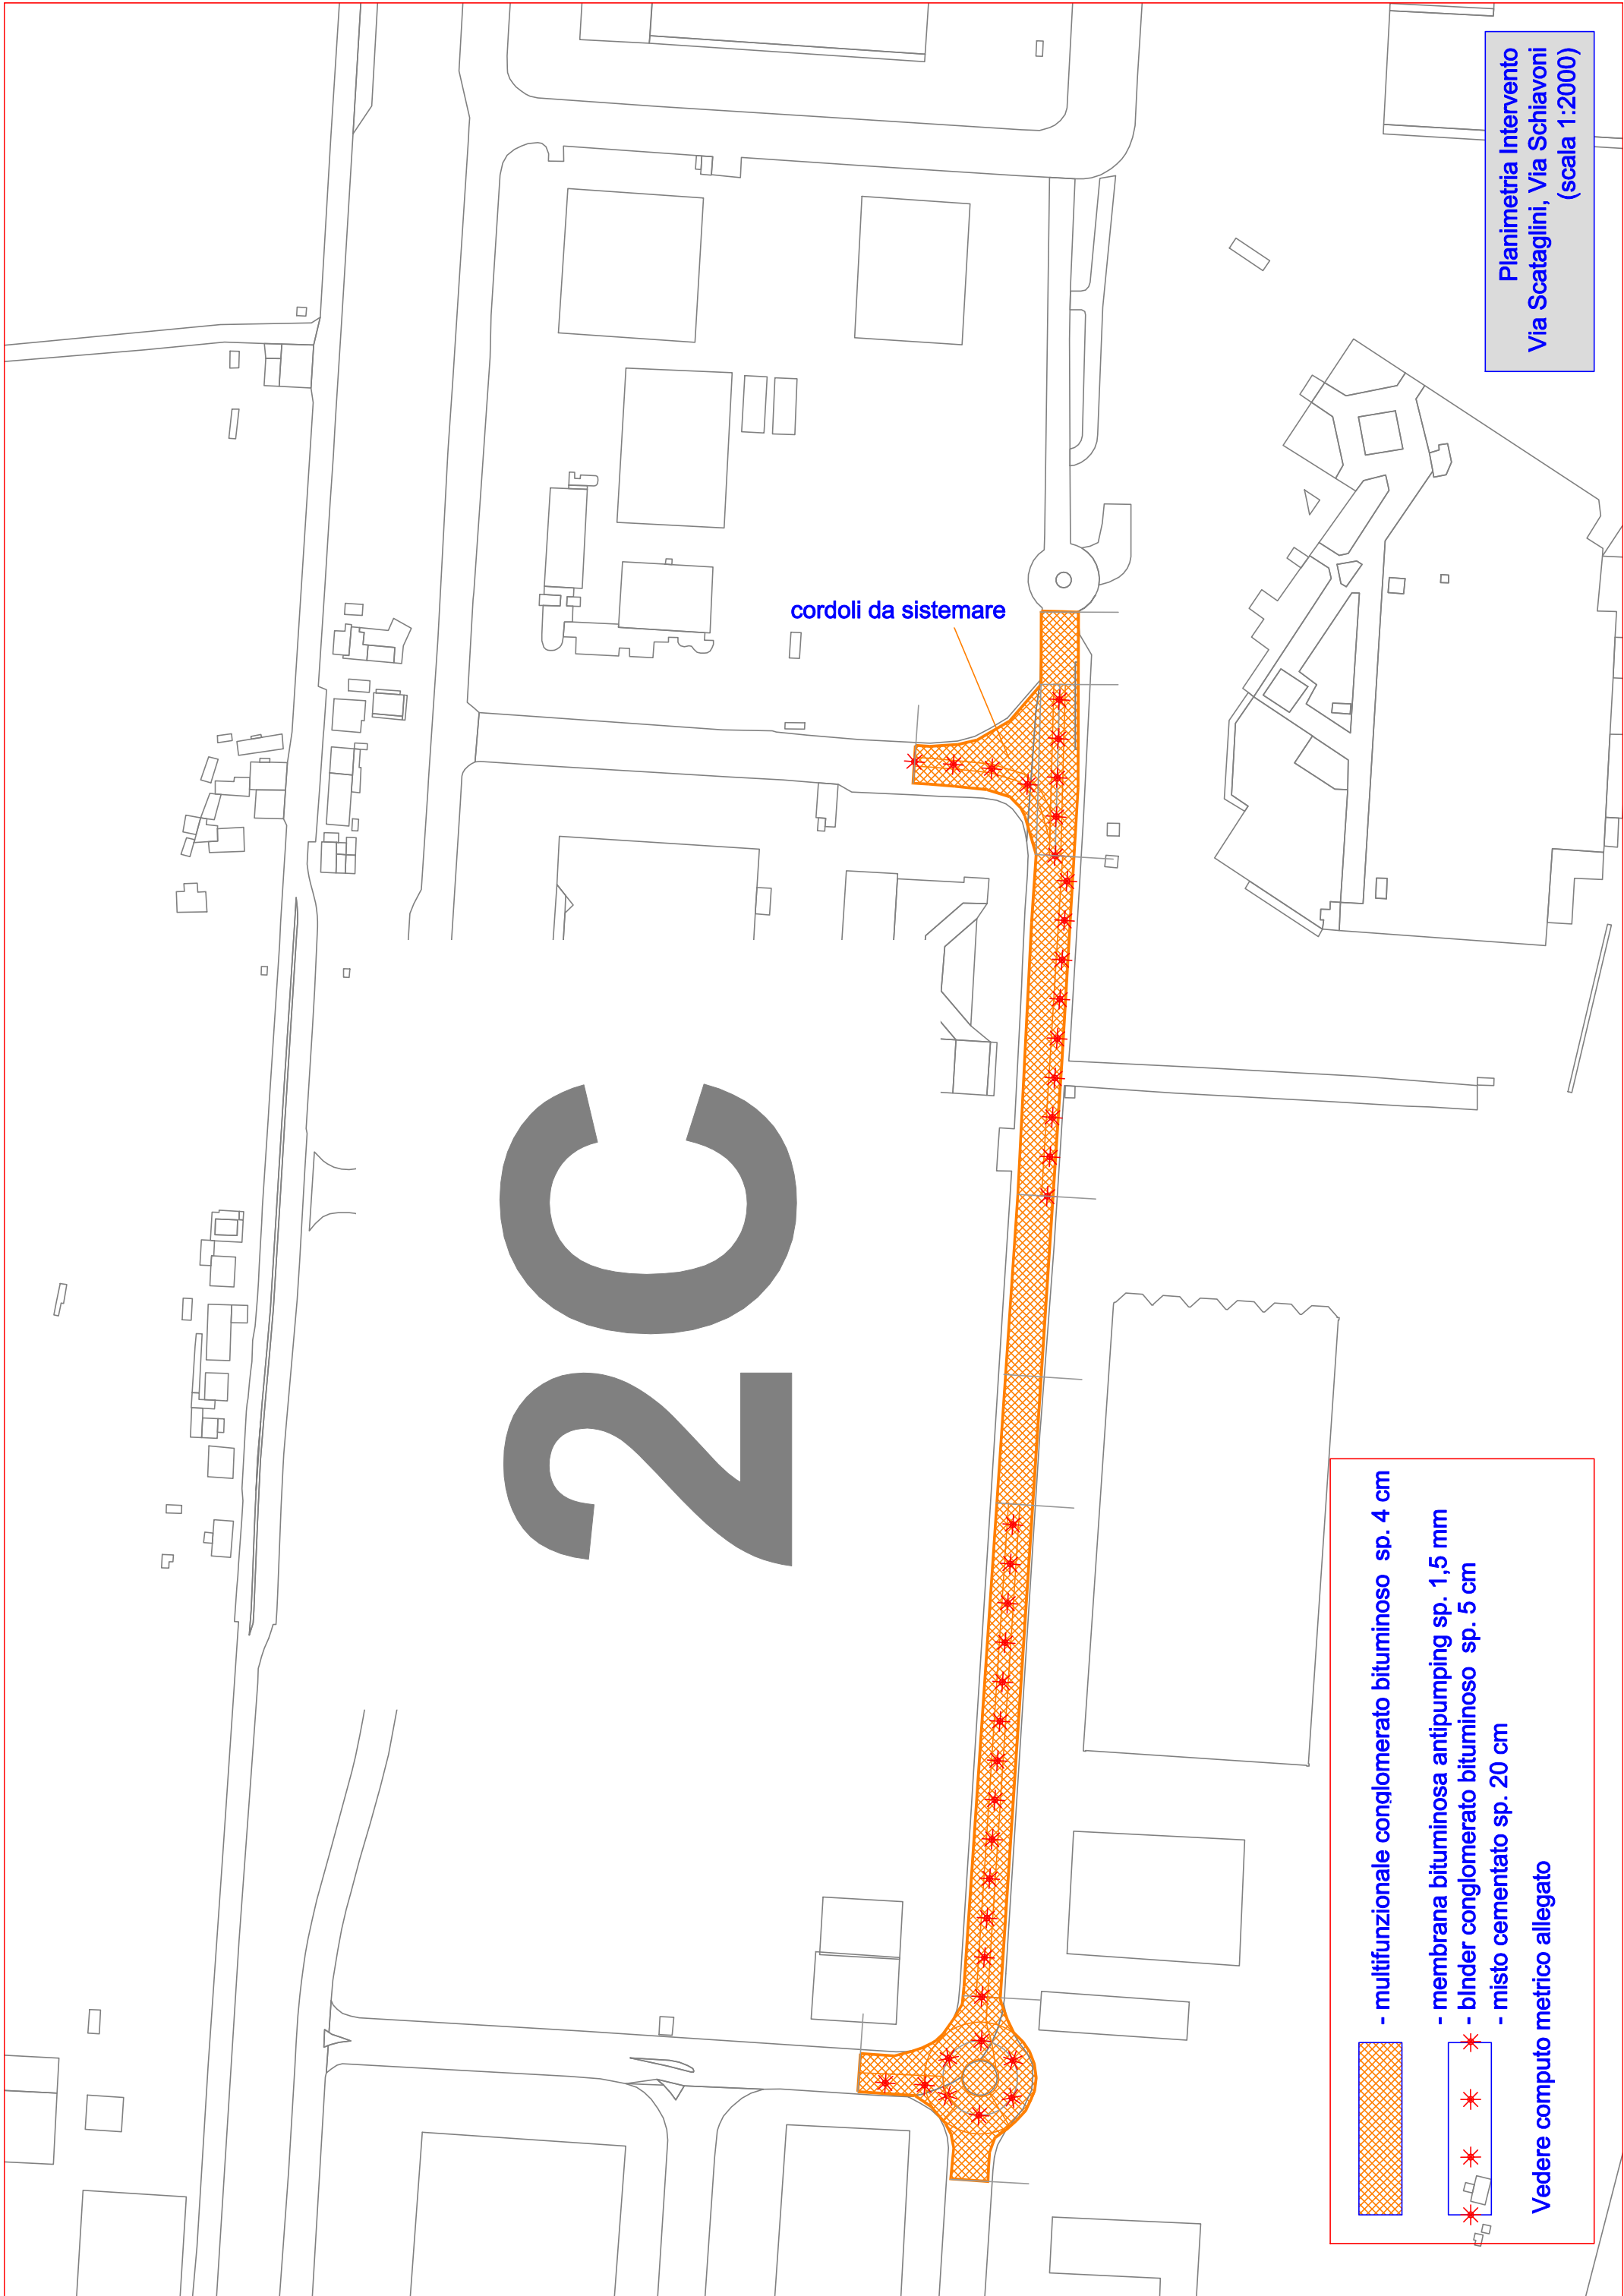 Planimetria Intervento
Via Scataglini, Via Schiavoni
(scala 1:2000)
cordoli da sistemare
2C
- multifunzionale conglomerato bituminoso sp. 4 cm
- membrana bituminosa antipumping sp. 1,5 mm
- bInder conglomerato bituminoso sp. 5 cm
- misto cementato sp. 20 cm
Vedere computo metrico allegato